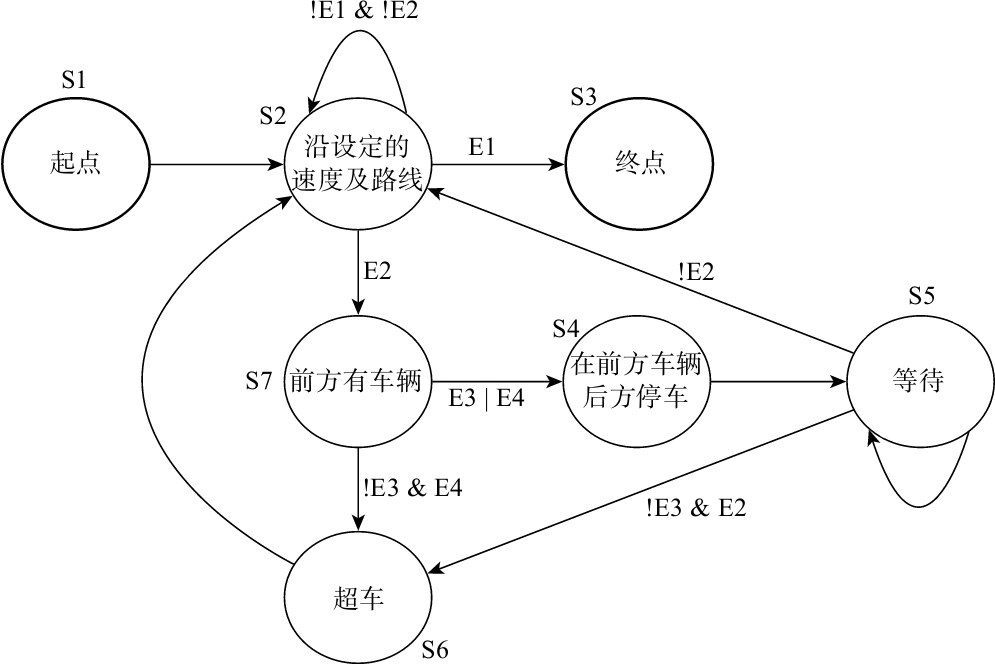 !E1 & !E2
S1
S2
S3
起点
沿设定的
速度及路线
E1
终点
E2
!E2
S5
S7
前方有车辆
E3 | E4
S4
在前方车辆
后方停车
等待
!E3 & E4
!E3 & E2
超车
S6